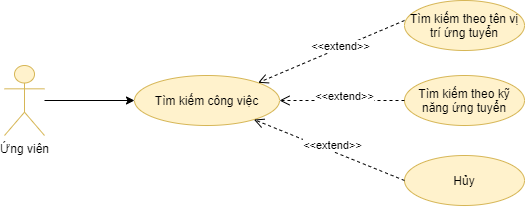 Tìm kiếm theo tên vị
trí ứng tuyển
<<extend>>
Tìm kiếm công việc
<<extend>>
Tìm kiếm theo kỹ
năng ứng tuyển
Ứng viên
<<extend>>
Hủy